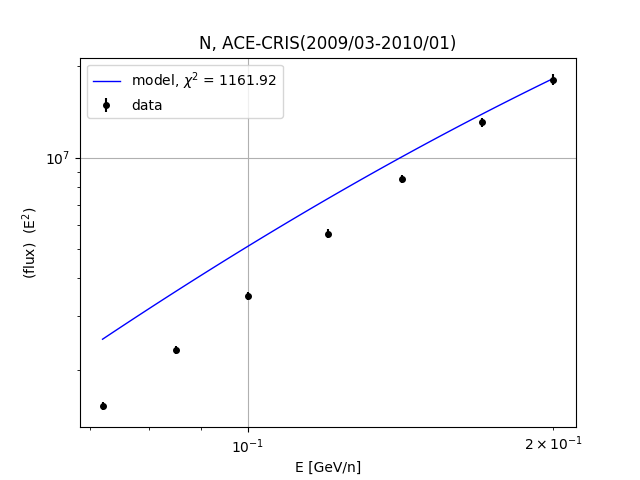 N, ACE-CRIS(2009/03-2010/01)
model, χ² = 1161.92
data
10⁷
(flux) (E²)
10⁻¹
2 × 10⁻¹
E [GeV/n]